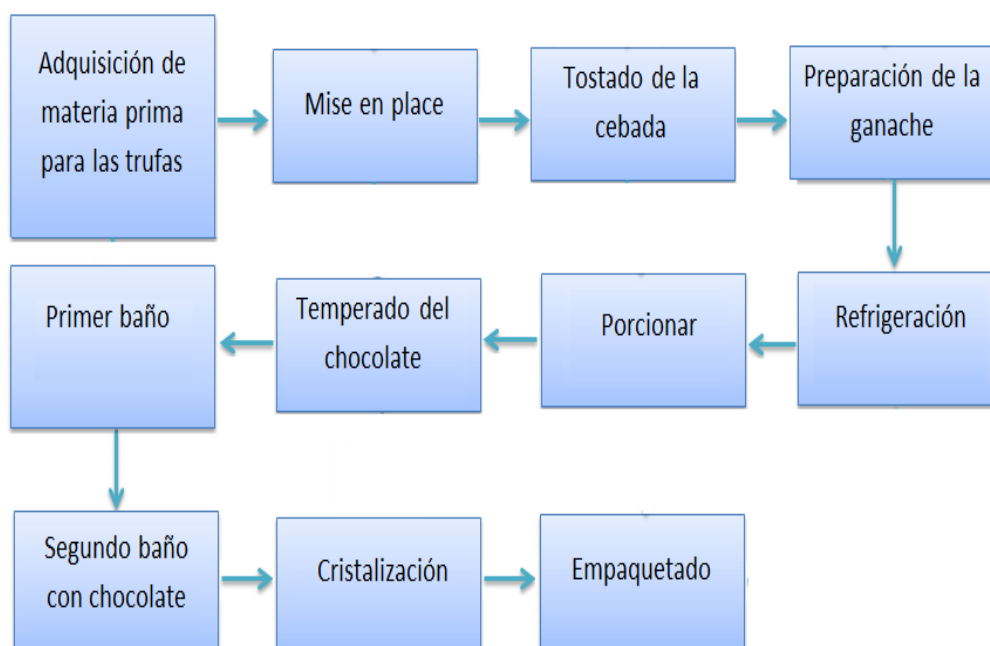 Adquisición de
materia prima
para las trufas
Mise en place
Tostado de la
cebada
Preparación de la
ganache
Refrigeración
Porcionar
Temperado del
chocolate
Primer baño
Segundo baño
con chocolate
Cristalización
Empaquetado